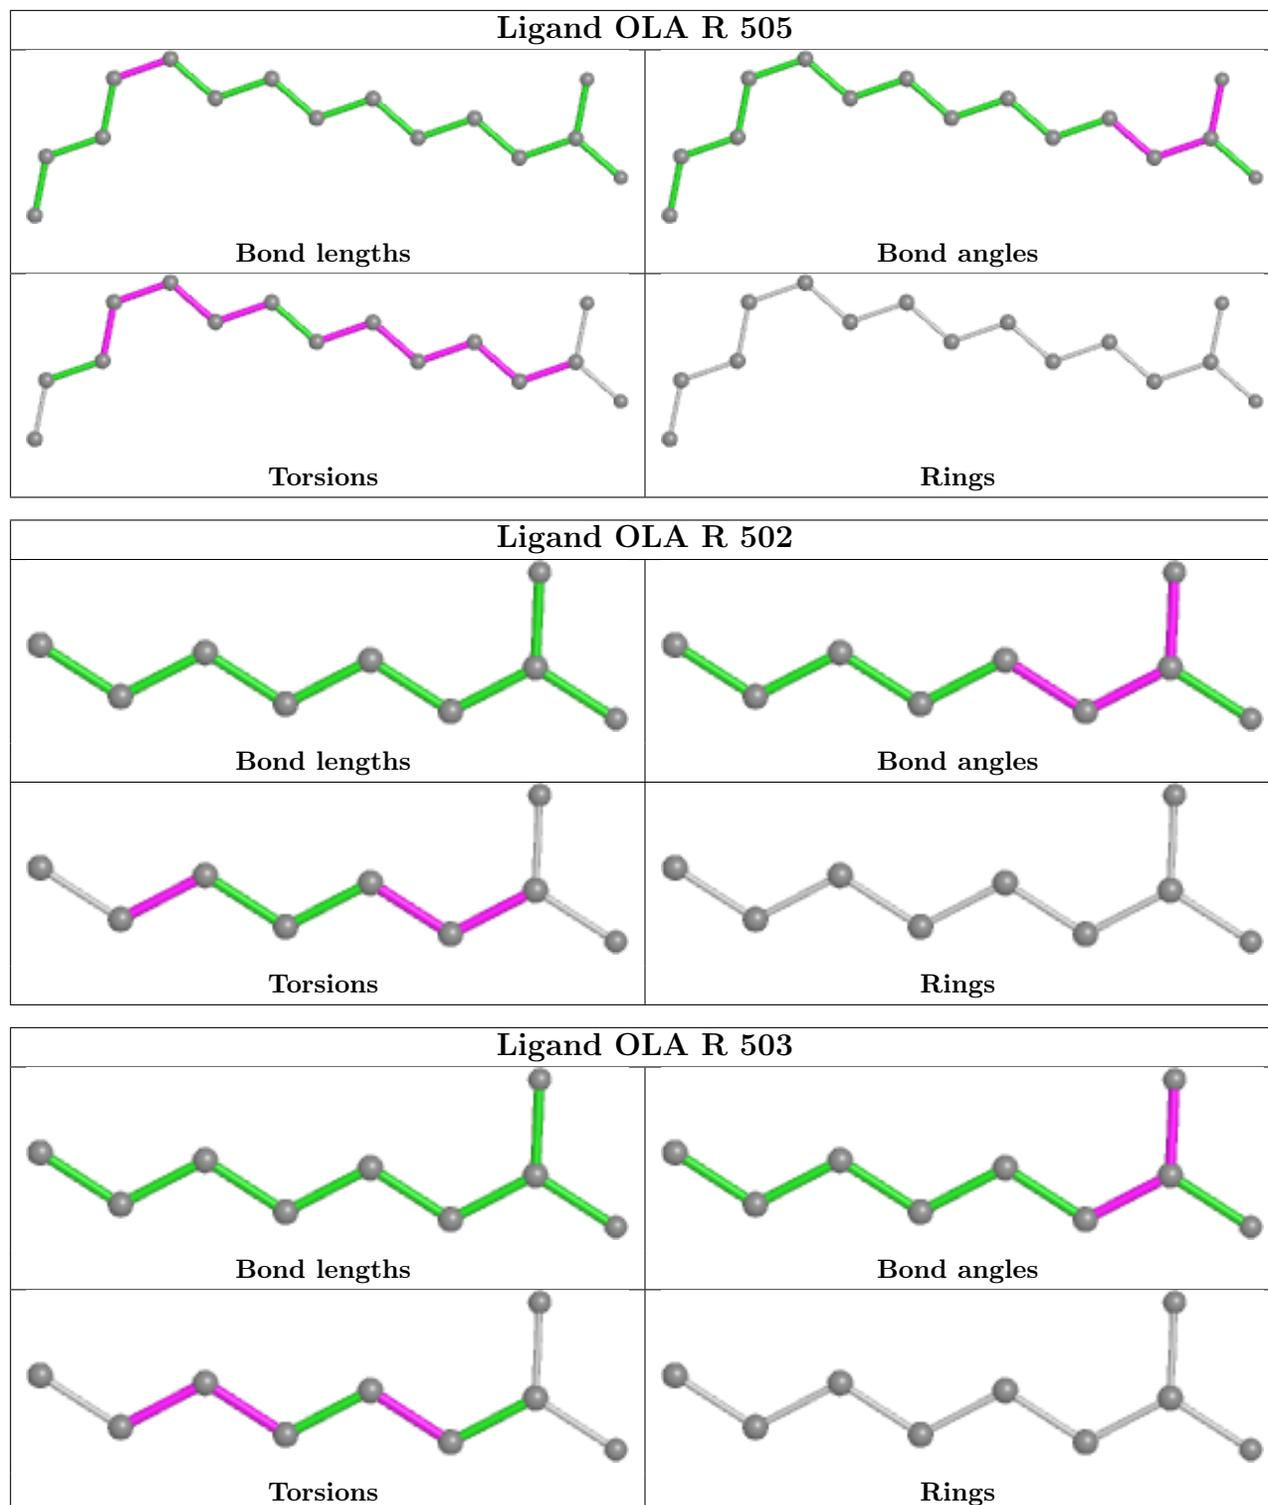 Ligand OLA R 505
Bond lengths
Bond angles
Torsions
Rings
Ligand OLA R 502
Bond lengths
Bond angles
Torsions
Rings
Ligand OLA R 503
Bond lengths
Bond angles
Torsions
Rings